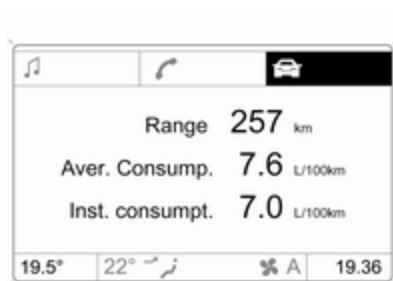 Range 257 km
Aver. Consump. 7.6 L/100km
Inst. consumpt. 7.0 L/100km
19.5° 22° A 19.36